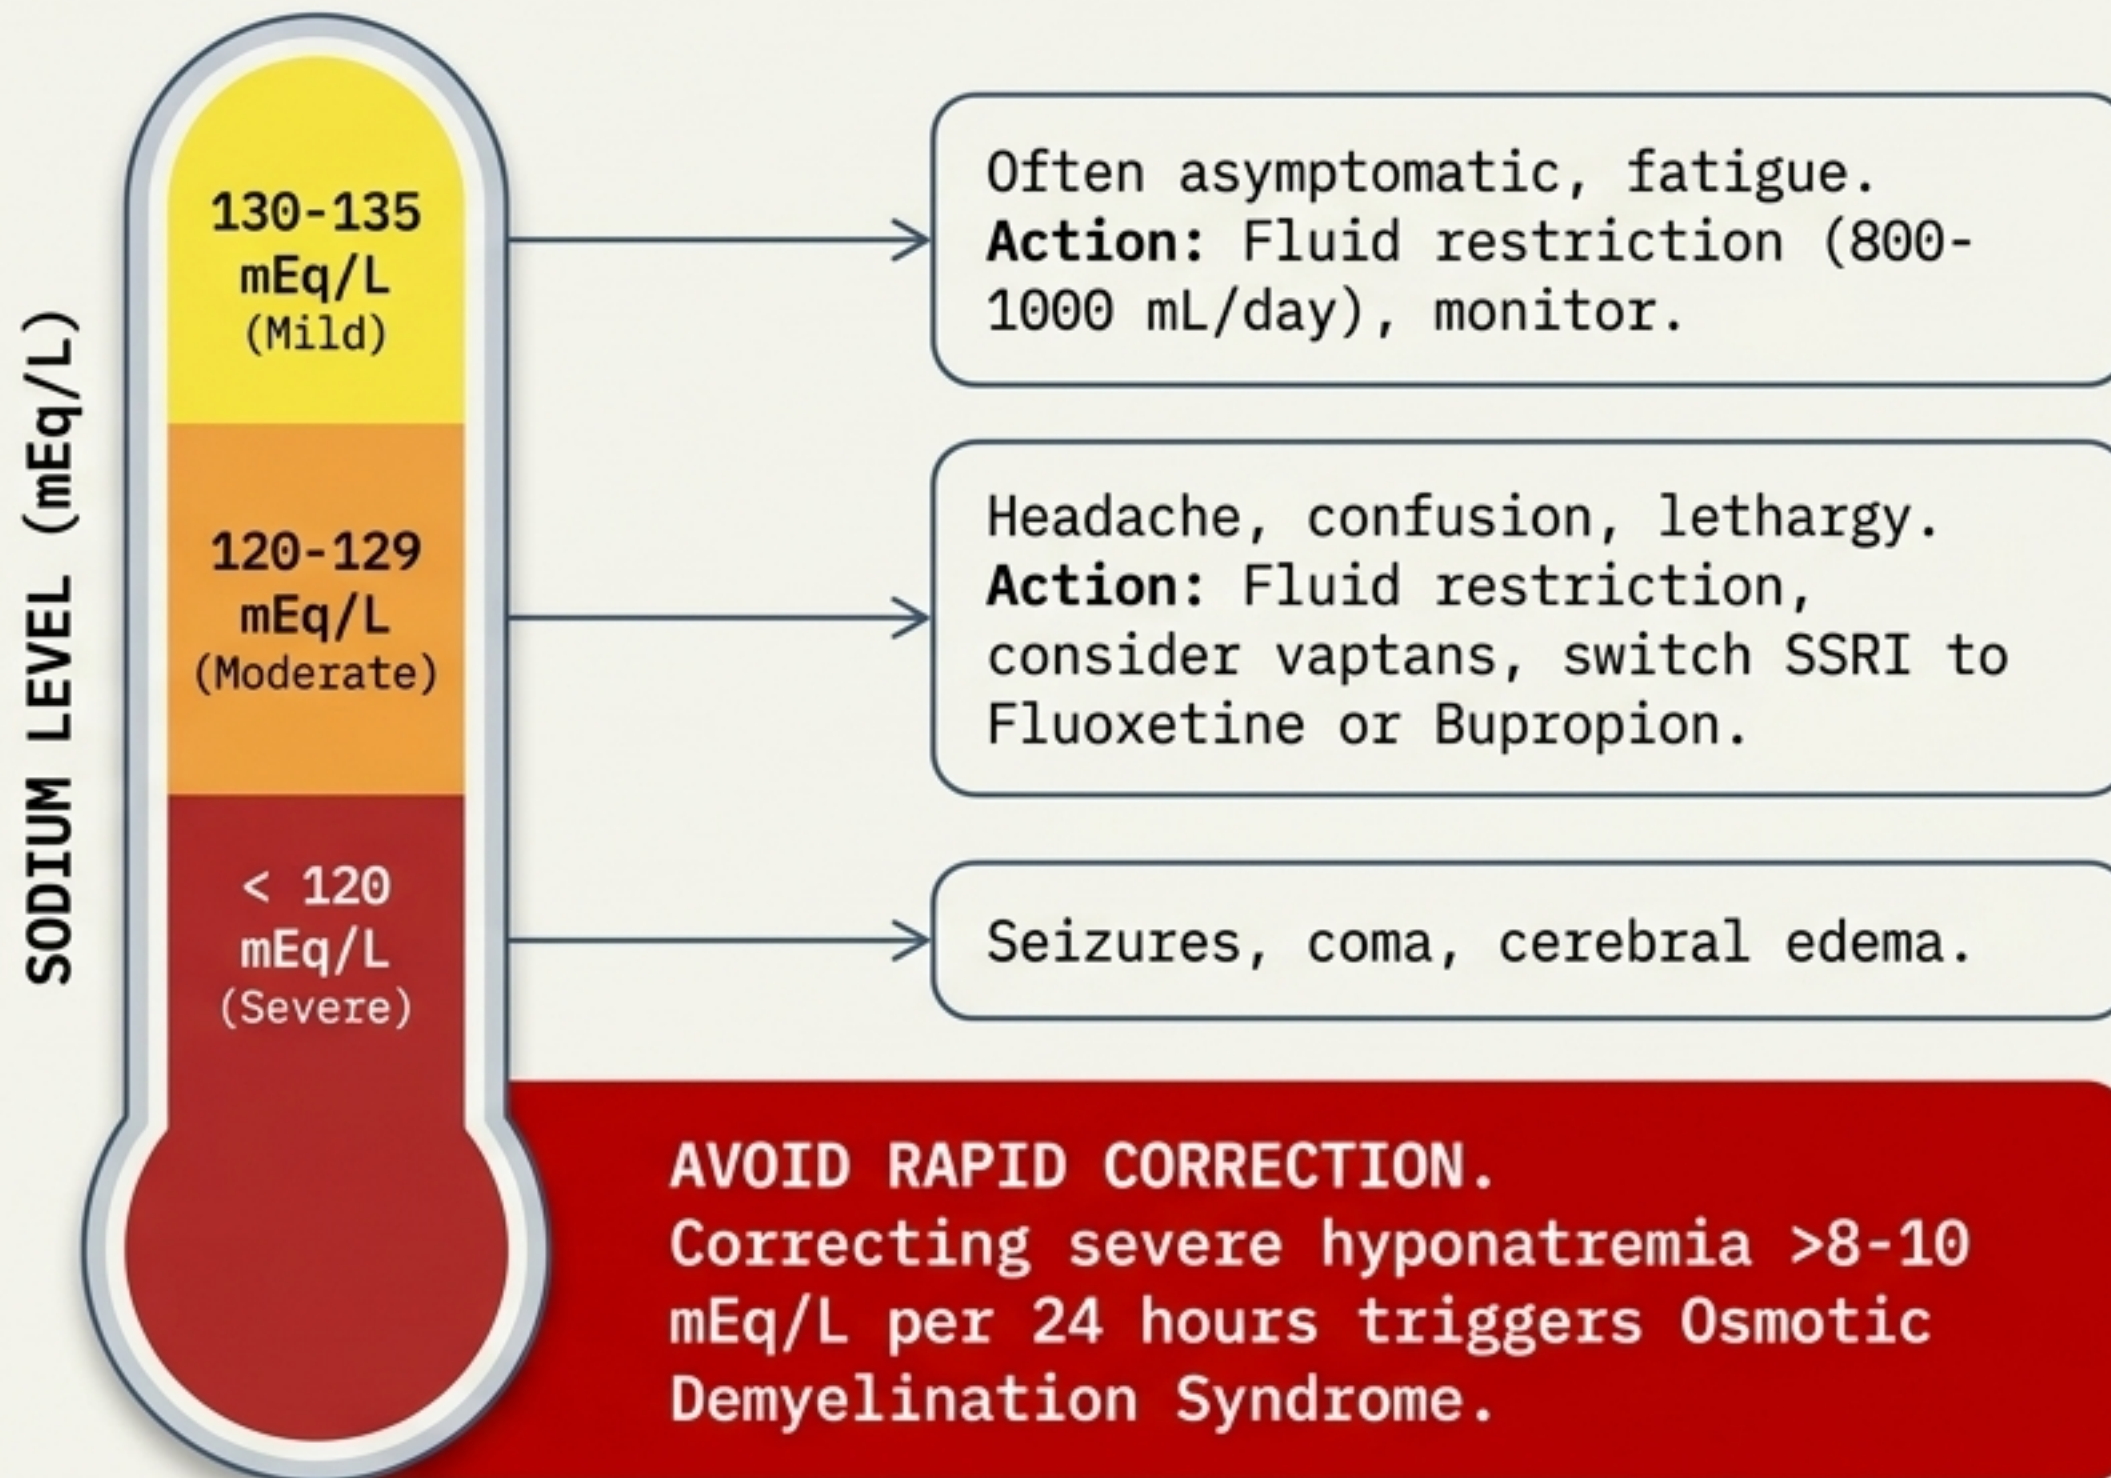 SODIUM LEVEL (mEq/L)
130-135
mEq/L
(Mild)
Often asymptomatic, fatigue.
Action: Fluid restriction (800-
1000 mL/day), monitor.
120-129
mEq/L
(Moderate)
Headache, confusion, lethargy.
Action: Fluid restriction,
consider vaptans, switch SSRI to
Fluoxetine or Bupropion.
< 120
mEq/L
(Severe)
Seizures, coma, cerebral edema.
AVOID RAPID CORRECTION.
Correcting severe hyponatremia >8-10
mEq/L per 24 hours triggers Osmotic
Demyelination Syndrome.